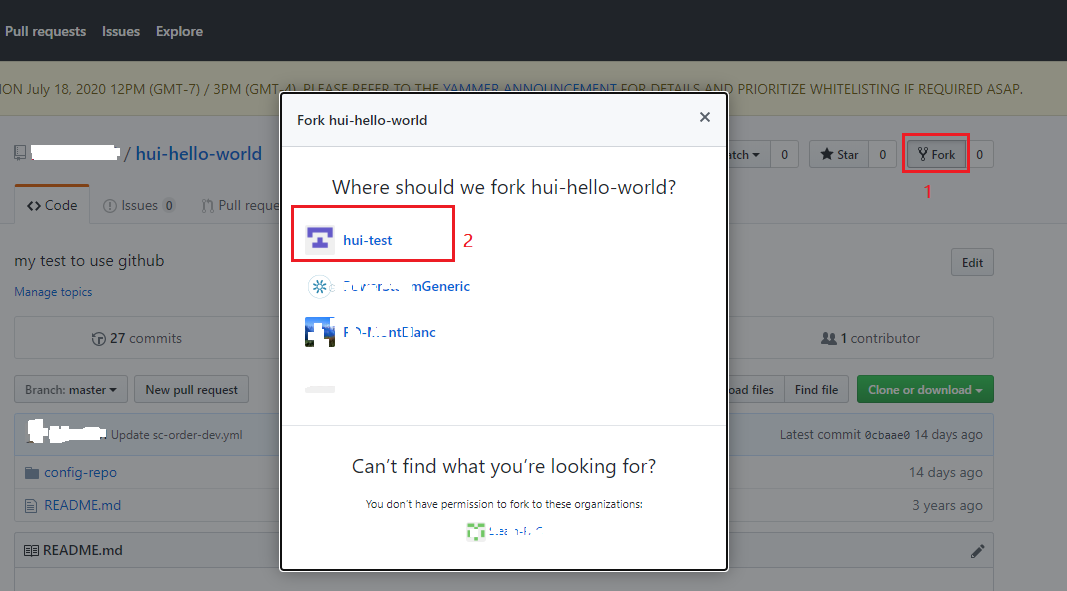 Pull requests Issues Explore
ION July 18, 2020 12PM (GMT-7) / 3PM (GMT-4). PLEASE REFER TO THE YAMMER ANNOUNCEMENT FOR DETAILS AND PRIORITIZE WHITELISTING IF REQUIRED ASAP.
Fork hui-hello-world ×
/ hui-hello-world atch 0 Star 0 Fork 0
1
Where should we fork hui-hello-world?
Code Issues 0 Pull reque
hui-test 2
my test to use github Edit
mGeneric
Manage topics
ntBlanc
27 commits 1 contributor
Branch: master New pull request oad files Find file Clone or download
Update sc-order-dev.yml Latest commit 0cbaae0 14 days ago
Can't find what you're looking for?
config-repo 14 days ago
You don't have permission to fork to these organizations:
README.md 3 years ago
README.md